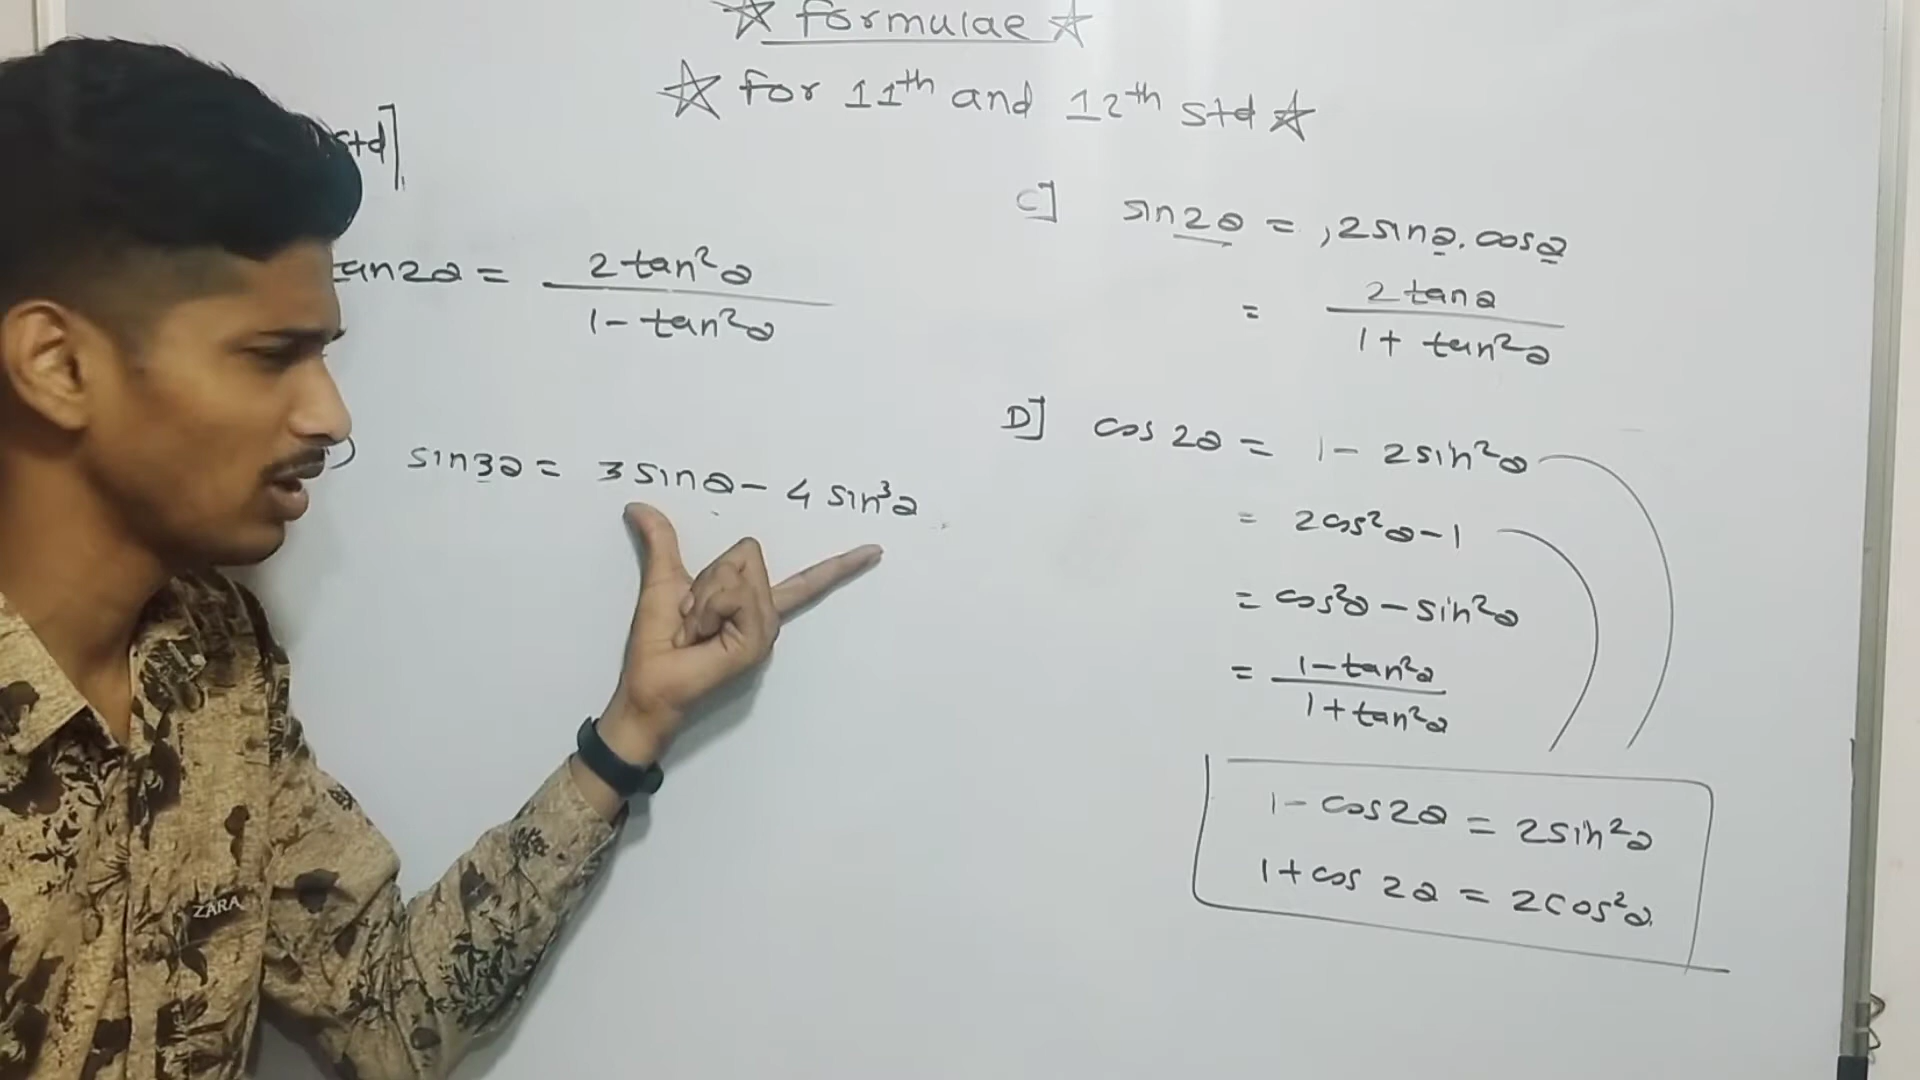 ☆ formulae ☆
☆ for 11th and 12th std ☆
std]
tan2θ = 2tan²θ / 1 - tan²θ
) sin3θ = 3sinθ - 4sin³θ
C] sin2θ = , 2sinθ . cosθ
= 2tanθ / 1 + tan²θ
D] cos 2θ = 1 - 2sin²θ
= 2cos²θ - 1
= cos²θ - sin²θ
= 1 - tan²θ / 1 + tan²θ
1 - cos2θ = 2sin²θ
1 + cos 2θ = 2cos²θ
ZARA